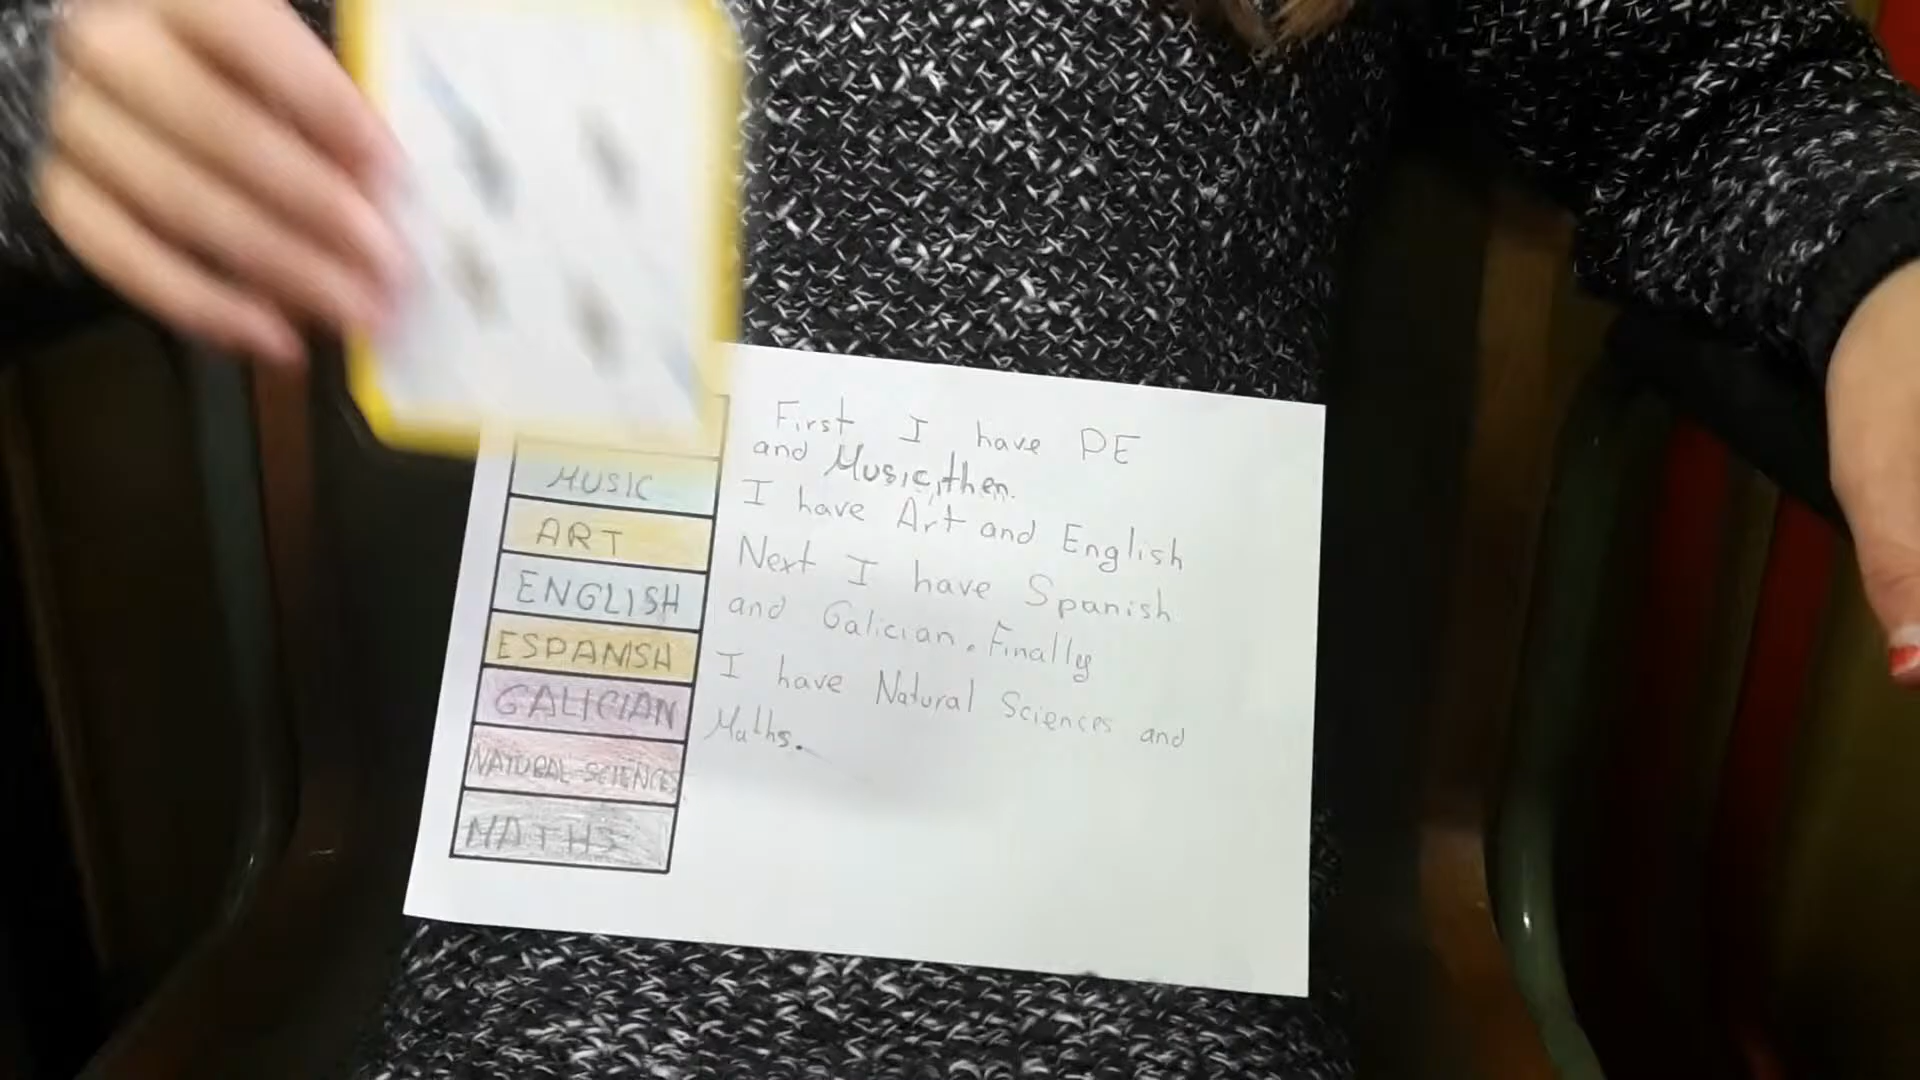 MUSIC
ART
ENGLISH
ESPANISH
GALICIAN
NATURAL SCIENCES
MATHS
First I have PE
and Music, then.
I have Art and English
Next I have Spanish
and Galician. Finally
I have Natural Sciences and
Maths.